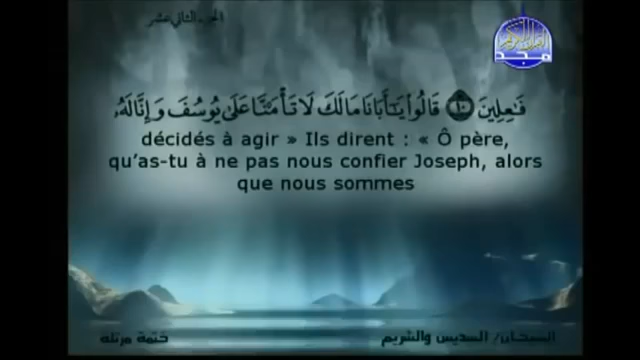 الجزء الثاني عشر
فَٰعِلِينَ ١٠ قَالُوا۟ يَٰٓأَبَانَا مَا لَكَ لَا تَأْمَ۫نَّا عَلَىٰ يُوسُفَ وَإِنَّا لَهُۥ
décidés à agir » Ils dirent : « Ô père,
qu’as-tu à ne pas nous confier Joseph, alors
que nous sommes
ختمة مرتلة
الشيخان/ السديس والشريم